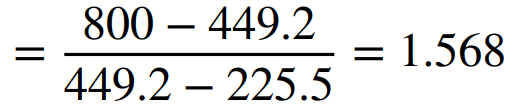 = 800 − 449.2 / 449.2 − 225.5 = 1.568